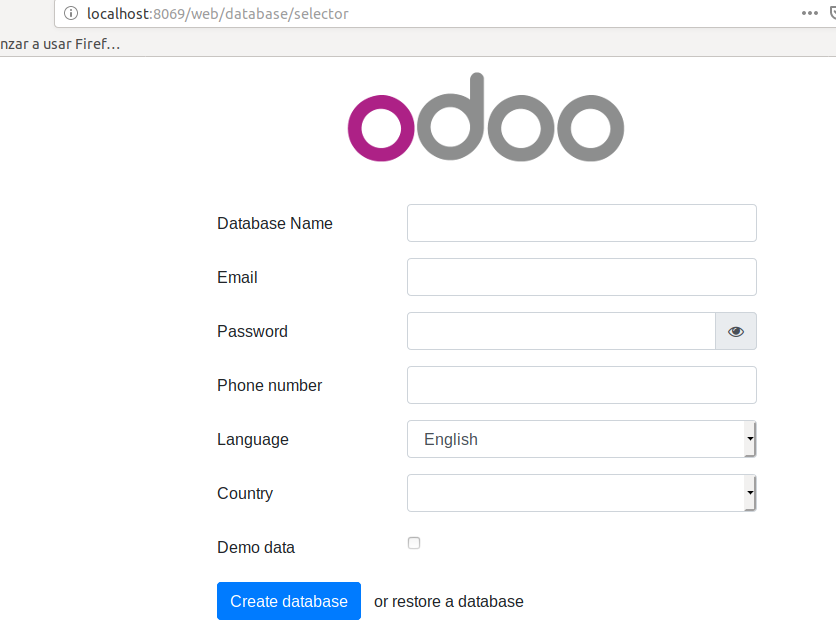 localhost:8069/web/database/selector
nzar a usar Firef…
odoo
Database Name
Email
Password
Phone number
Language English
Country
Demo data
Create database or restore a database